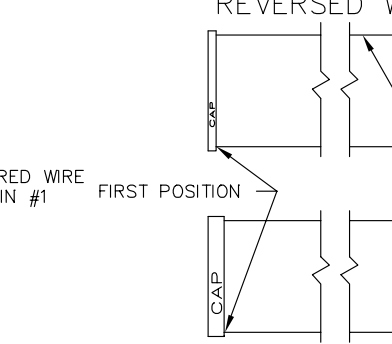 REVERSED W
CAP
RED WIRE
IN #1
FIRST POSITION
CAP